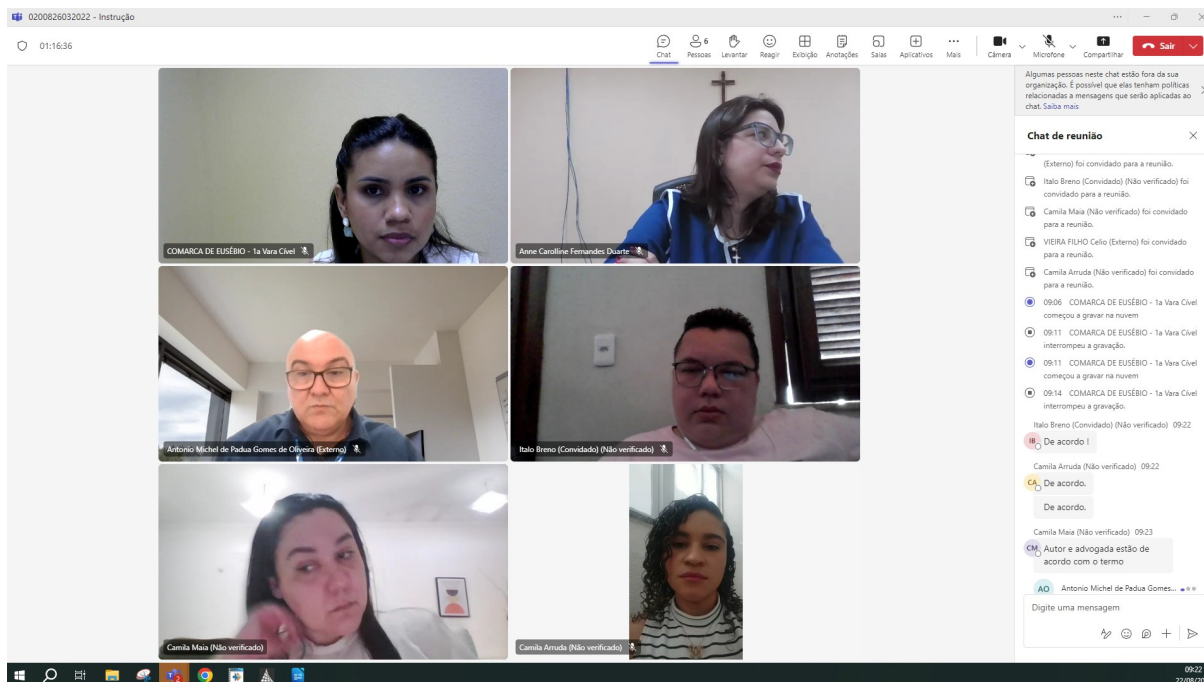 0200826032022 - Instrução
01:16:36
Chat
6
Pessoas
Levantar
Reagir
Exibição
Anotações
Salas
Aplicativos
Mais
Câmera
Microfone
Compartilhar
Sair
COMARCA DE EUSÉBIO - 1a Vara Cível
Anne Carolline Fernandes Duarte
Antonio Michel de Padua Gomes de Oliveira (Externo)
Italo Breno (Convidado) (Não verificado)
Camila Maia (Não verificado)
Camila Arruda (Não verificado)
Algumas pessoas neste chat estão fora da sua
organização. É possível que elas tenham políticas
relacionadas a mensagens que serão aplicadas ao
chat. Saiba mais
Chat de reunião
(Externo) foi convidado para a reunião.
Italo Breno (Convidado) (Não verificado) foi
convidado para a reunião.
Camila Maia (Não verificado) foi convidado
para a reunião.
VIEIRA FILHO Celio (Externo) foi convidado
para a reunião.
Camila Arruda (Não verificado) foi convidado
para a reunião.
09:06 COMARCA DE EUSÉBIO - 1a Vara Cível
começou a gravar na nuvem
09:11 COMARCA DE EUSÉBIO - 1a Vara Cível
interrompeu a gravação.
09:11 COMARCA DE EUSÉBIO - 1a Vara Cível
começou a gravar na nuvem
09:14 COMARCA DE EUSÉBIO - 1a Vara Cível
interrompeu a gravação.
Italo Breno (Convidado) (Não verificado) 09:22
IB De acordo !
Camila Arruda (Não verificado) 09:22
CA De acordo.
De acordo.
Camila Maia (Não verificado) 09:23
CM Autor e advogada estão de
acordo com o termo
AO Antonio Michel de Padua Gomes...
Digite uma mensagem
09:22
22/08/20